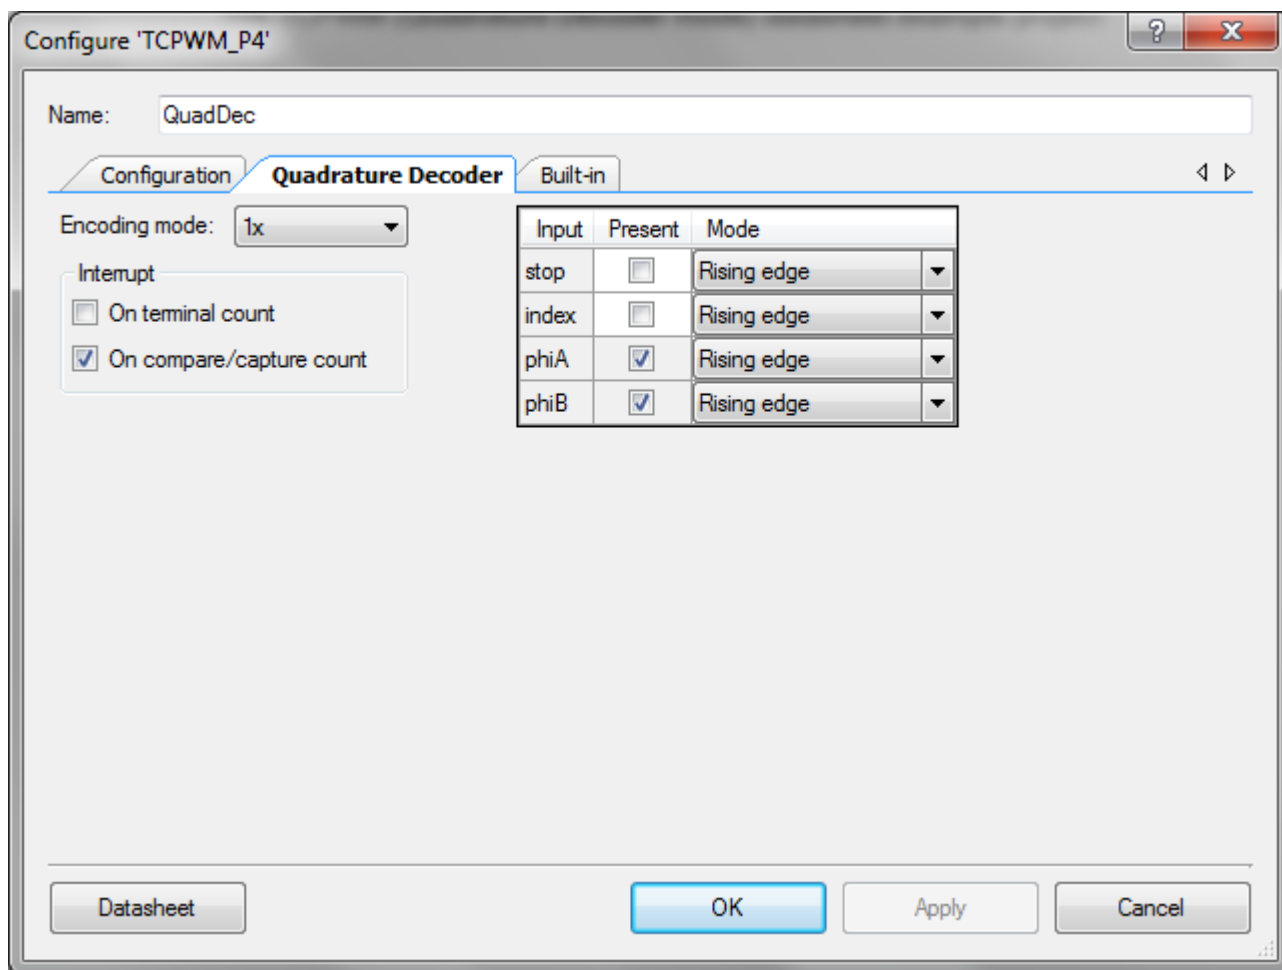 Configure 'TCPWM_P4'
Name: QuadDec
Configuration Quadrature Decoder Built-in
Encoding mode: 1x
Interrupt
On terminal count
On compare/capture count
Input Present Mode
stop Rising edge
index Rising edge
phiA Rising edge
phiB Rising edge
Datasheet OK Apply Cancel